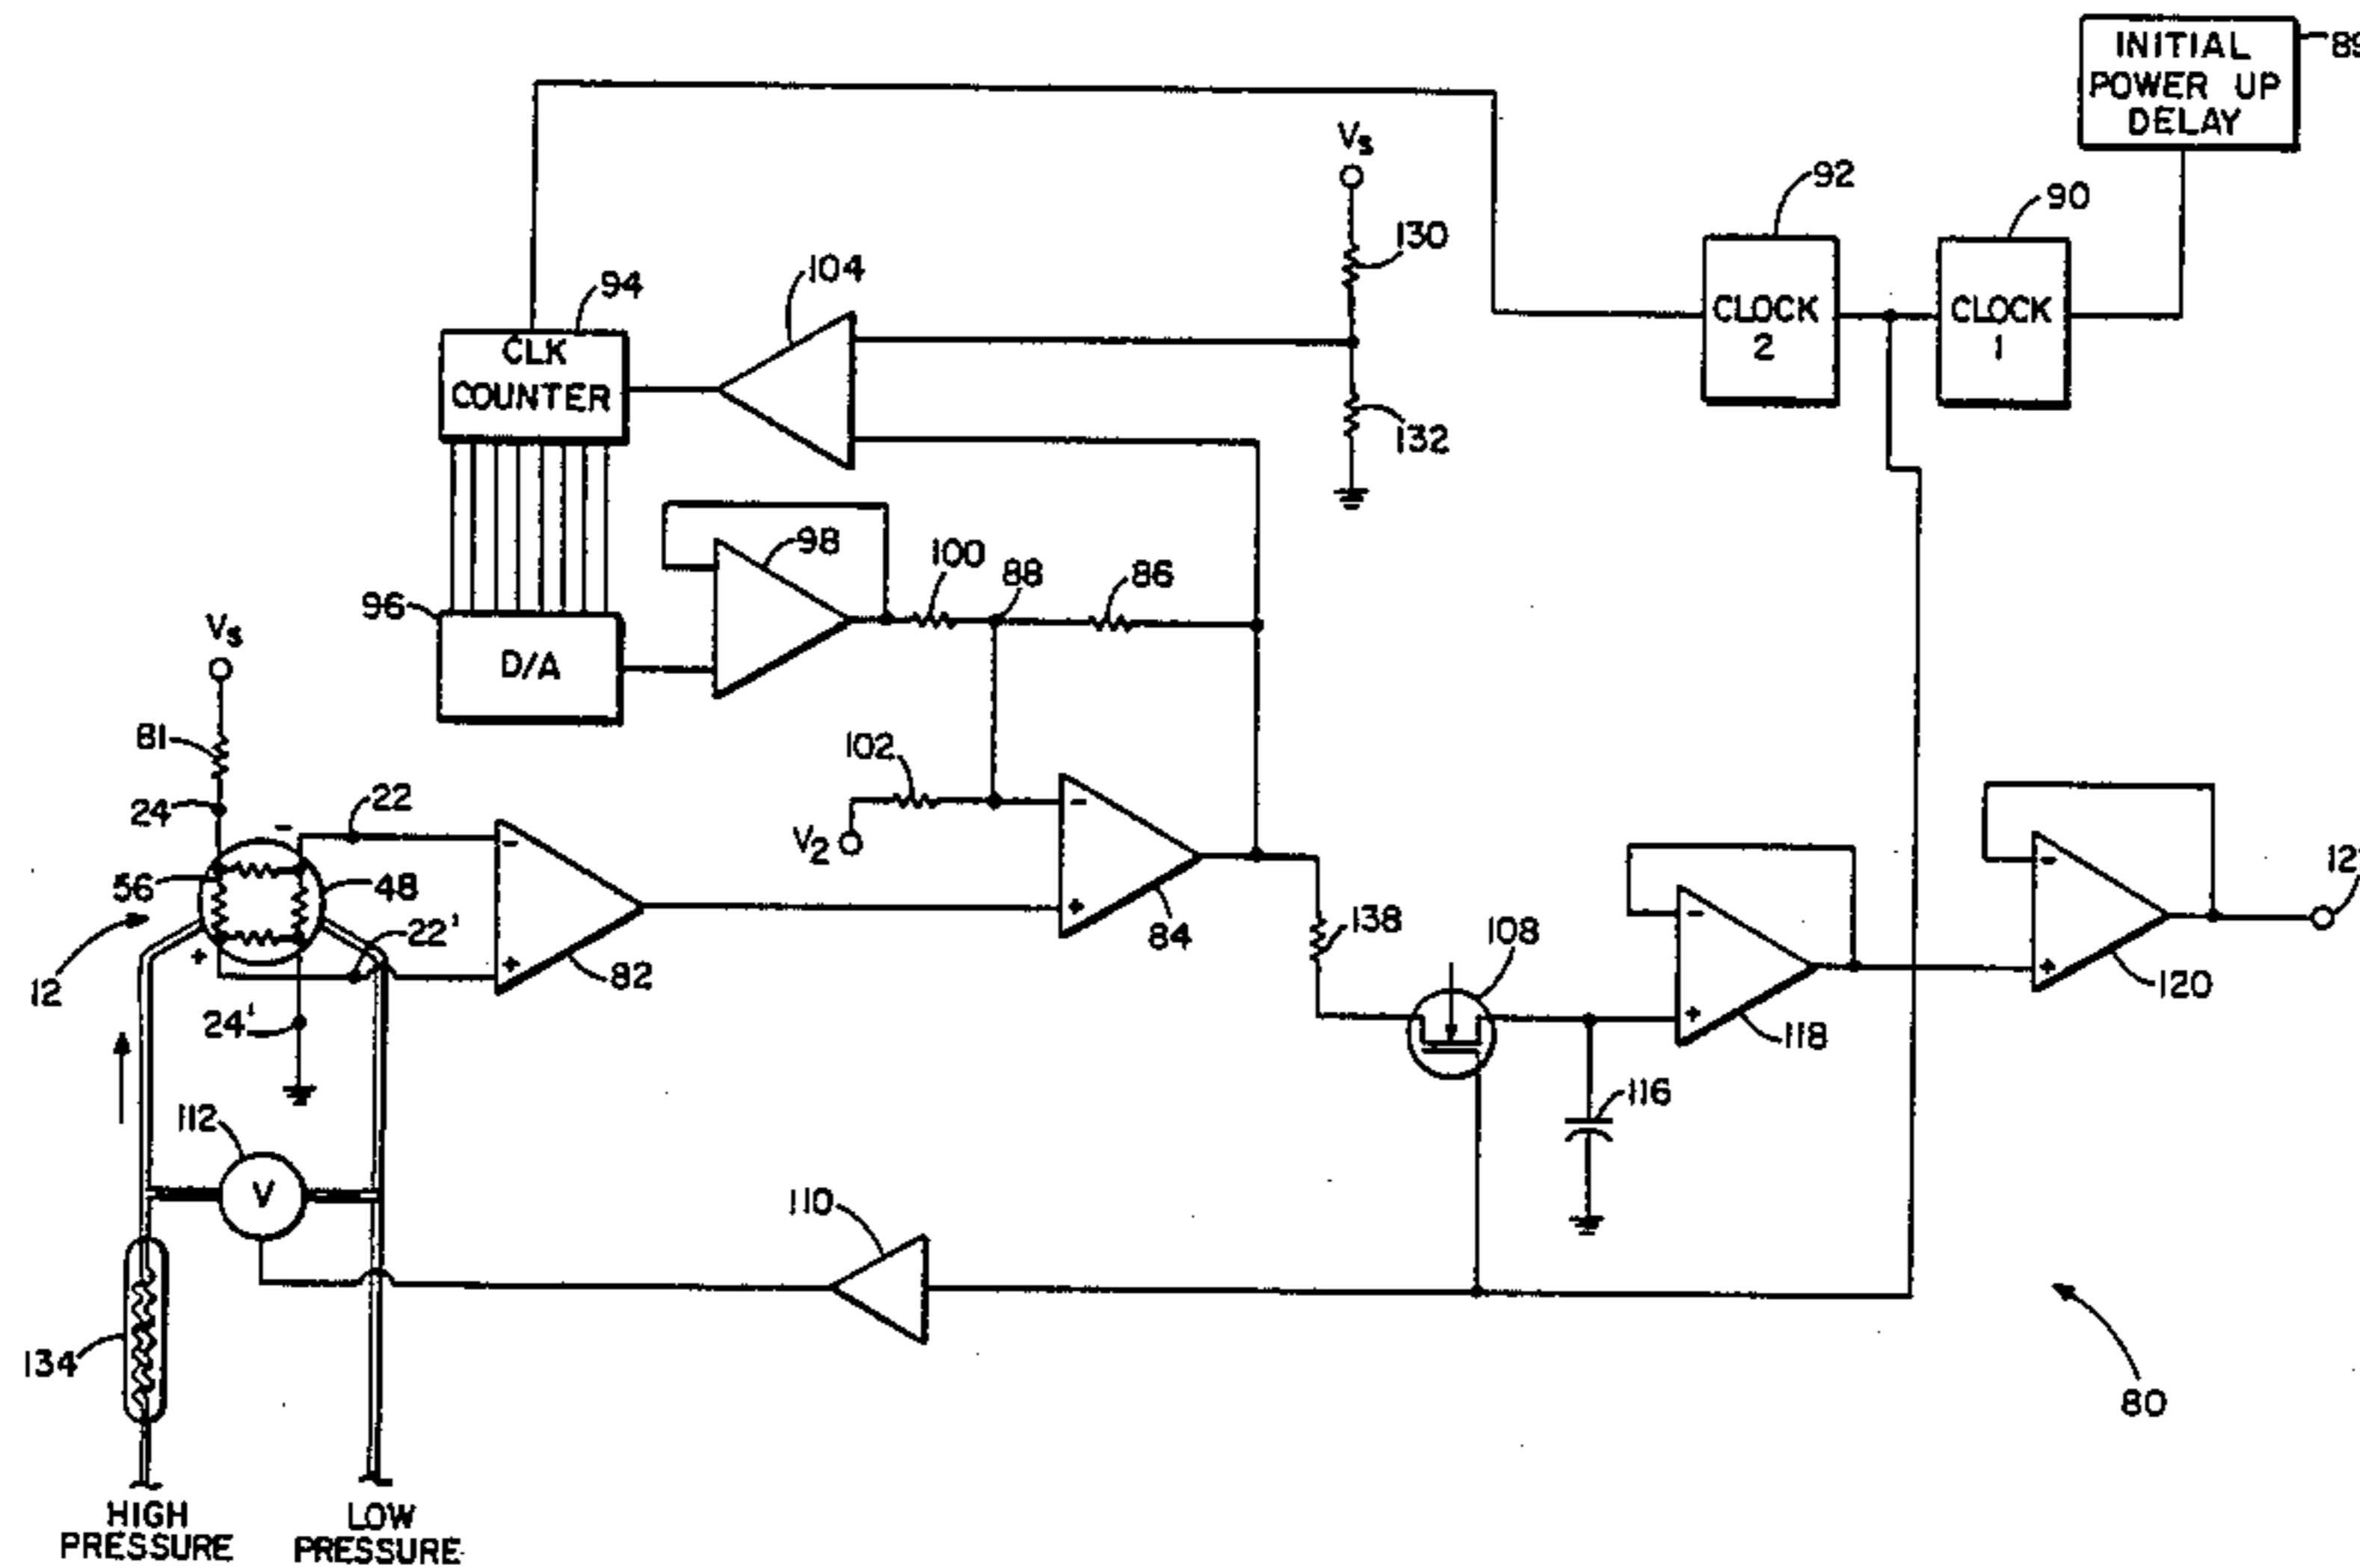 INITIAL
POWER UP
DELAY
Vs
92
90
130
104
94
CLOCK
2
CLOCK
1
CLK
COUNTER
132
98
100
88
86
96
Vs
D/A
81
102
24
22
-
-
-
V2
56
48
-
138
108
84
-
22'
+
+
+
82
12
120
+
24'
+
118
112
116
V
110
134
80
HIGH
PRESSURE
LOW
PRESSURE